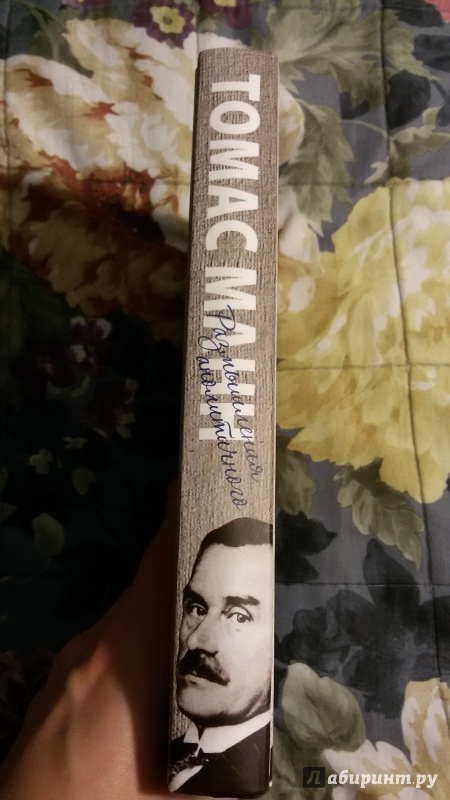 ТОМАС МАНН
Размышления
аполитичного
Лабиринт.ру